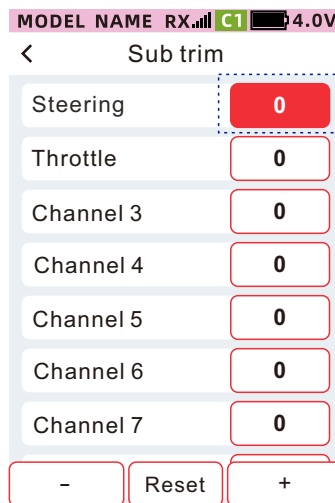 MODEL NAME RX C1 4.0V
< Sub trim
Steering 0
Throttle 0
Channel 3 0
Channel 4 0
Channel 5 0
Channel 6 0
Channel 7 0
- Reset +